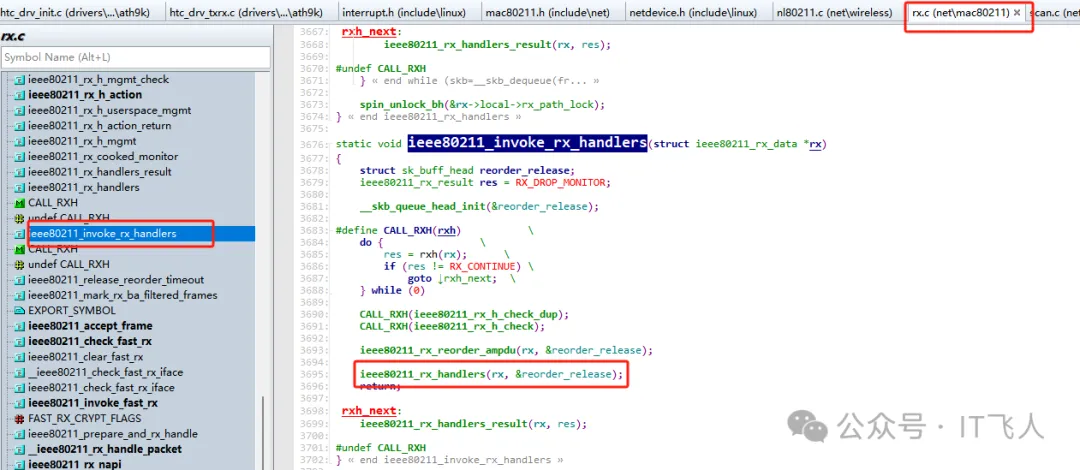 htc_drv_init.c (drivers\...\ath9k)
htc_drv_txrx.c (drivers\...\ath9k)
interrupt.h (include\linux)
mac80211.h (include\net)
netdevice.h (include\linux)
nl80211.c (net\wireless)
rx.c (net\mac80211) ×
scan.c (net
rx.c
Symbol Name (Alt+L)
ieee80211_rx_h_mgmt_check
ieee80211_rx_h_action
ieee80211_rx_h_userspace_mgmt
ieee80211_rx_h_action_return
ieee80211_rx_h_mgmt
ieee80211_rx_cooked_monitor
ieee80211_rx_handlers_result
ieee80211_rx_handlers
CALL_RXH
undef CALL_RXH
ieee80211_invoke_rx_handlers
CALL_RXH
undef CALL_RXH
ieee80211_release_reorder_timeout
ieee80211_mark_rx_ba_filtered_frames
EXPORT_SYMBOL
ieee80211_accept_frame
ieee80211_check_fast_rx
ieee80211_clear_fast_rx
__ieee80211_check_fast_rx_iface
ieee80211_check_fast_rx_iface
ieee80211_invoke_fast_rx
FAST_RX_CRYPT_FLAGS
ieee80211_prepare_and_rx_handle
__ieee80211_rx_handle_packet
ieee80211_rx_napi
3667: rxh_next:
3668: ieee80211_rx_handlers_result(rx, res);
3669:
3670: #undef CALL_RXH
3671: } « end while (skb=__skb_dequeue(fr... »
3672:
3673: spin_unlock_bh(&rx->local->rx_path_lock);
3674: } « end ieee80211_rx_handlers »
3675:
3676: static void ieee80211_invoke_rx_handlers(struct ieee80211_rx_data *rx)
3677: {
3678: struct sk_buff_head reorder_release;
3679: ieee80211_rx_result res = RX_DROP_MONITOR;
3680:
3681: __skb_queue_head_init(&reorder_release);
3682:
3683: #define CALL_RXH(rxh) \
3684: do { \
3685: res = rxh(rx); \
3686: if (res != RX_CONTINUE) \
3687: goto ↓rxh_next; \
3688: } while (0)
3689:
3690: CALL_RXH(ieee80211_rx_h_check_dup);
3691: CALL_RXH(ieee80211_rx_h_check);
3692:
3693: ieee80211_rx_reorder_ampdu(rx, &reorder_release);
3694:
3695: ieee80211_rx_handlers(rx, &reorder_release);
3696: return;
3697:
3698: rxh_next:
3699: ieee80211_rx_handlers_result(rx, res);
3700:
3701: #undef CALL_RXH
3702: } « end ieee80211_invoke_rx_handlers »
公众号 · IT飞人